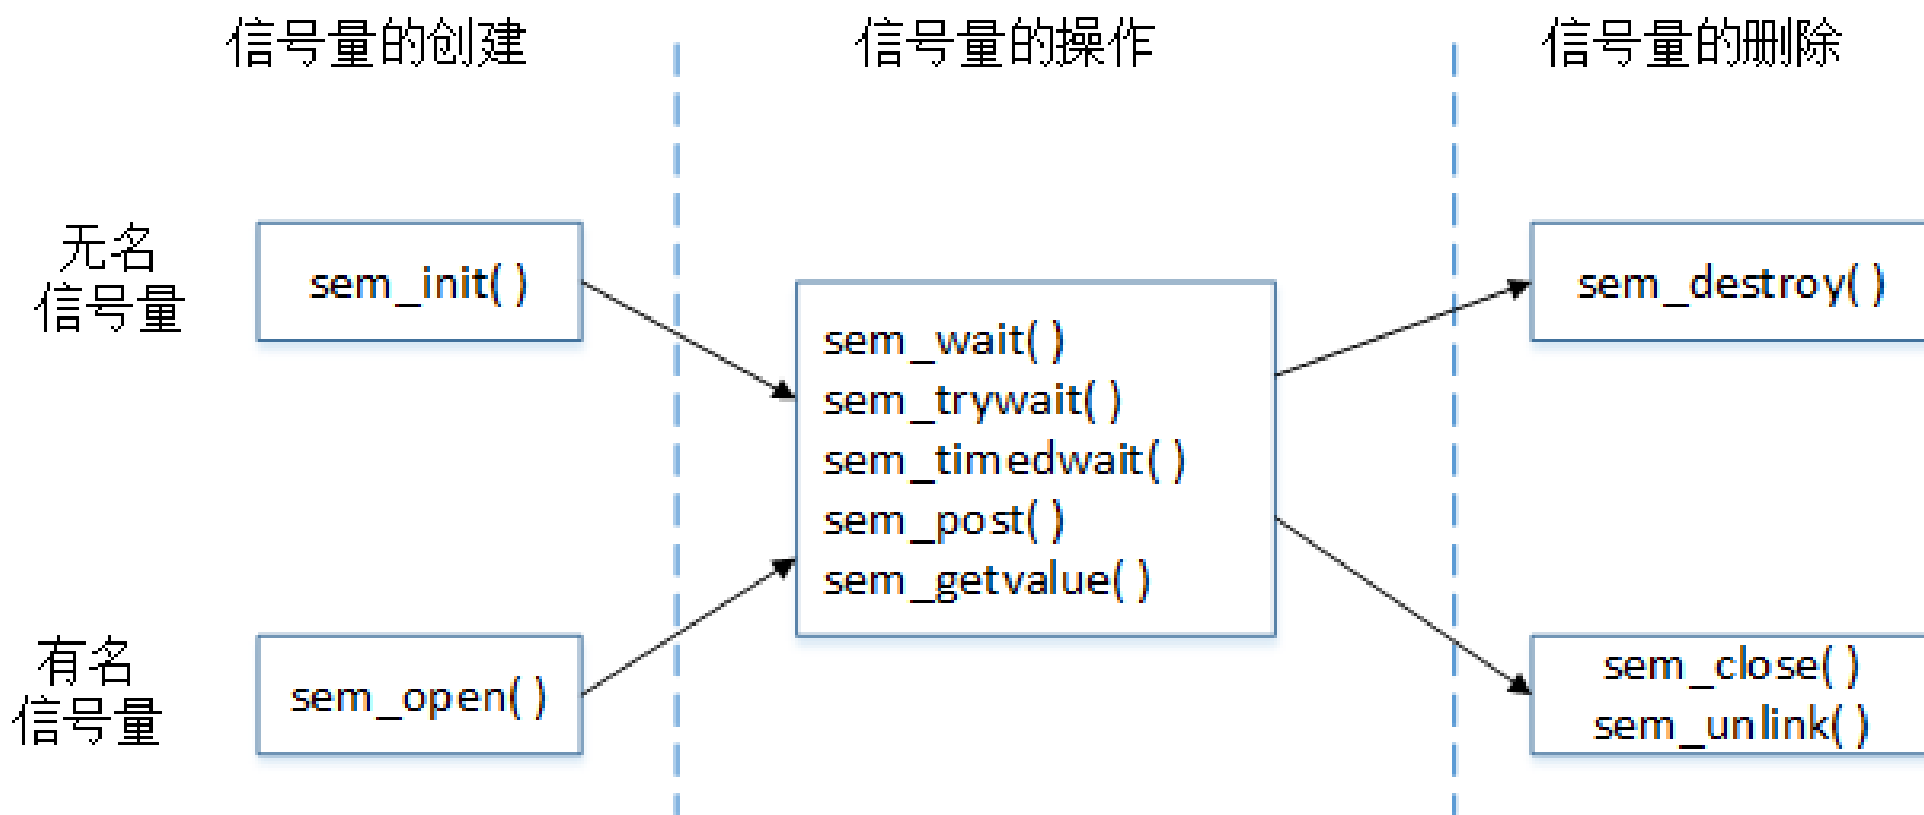 信号量的创建
信号量的操作
信号量的删除
无名
信号量
sem_init( )
sem_wait( )
sem_trywait( )
sem_timedwait( )
sem_post( )
sem_getvalue( )
sem_destroy( )
有名
信号量
sem_open( )
sem_close( )
sem_unlink( )